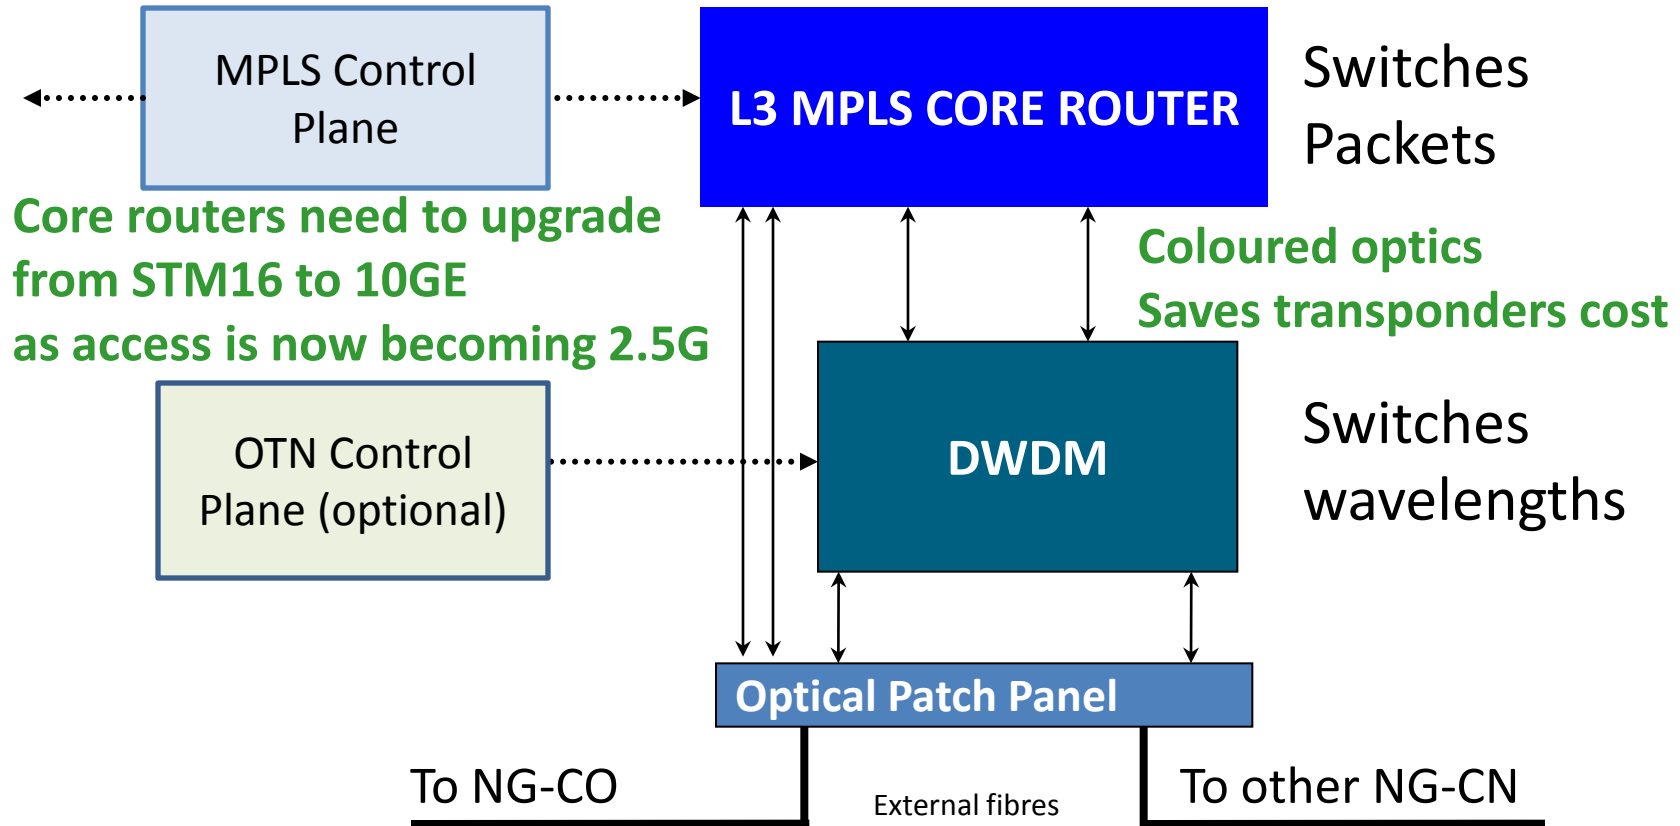 MPLS Control
Plane
L3 MPLS CORE ROUTER
Switches
Packets
Core routers need to upgrade
from STM16 to 10GE
as access is now becoming 2.5G
Coloured optics
Saves transponders cost
OTN Control
Plane (optional)
DWDM
Switches
wavelengths
Optical Patch Panel
To NG-CO
External fibres
To other NG-CN